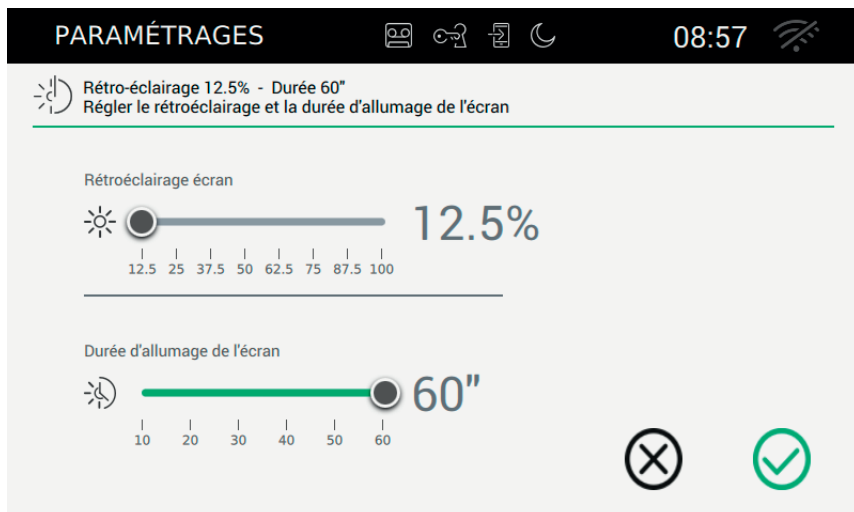 PARAMÉTRAGES 08:57
Rétro-éclairage 12.5% - Durée 60"
Régler le rétroéclairage et la durée d'allumage de l'écran
Rétroéclairage écran
12.5%
12.5 25 37.5 50 62.5 75 87.5 100
Durée d'allumage de l'écran
60"
10 20 30 40 50 60